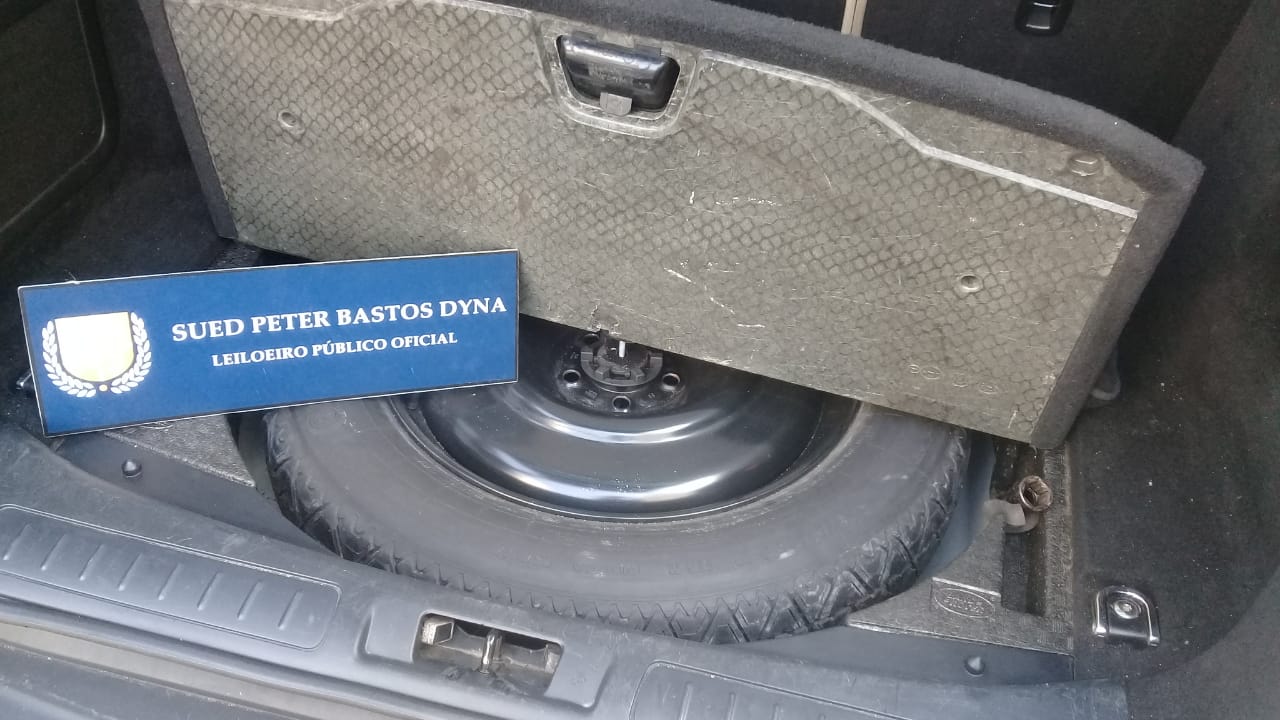 SUED PETER BASTOS DYNA
LEILOEIRO PÚBLICO OFICIAL